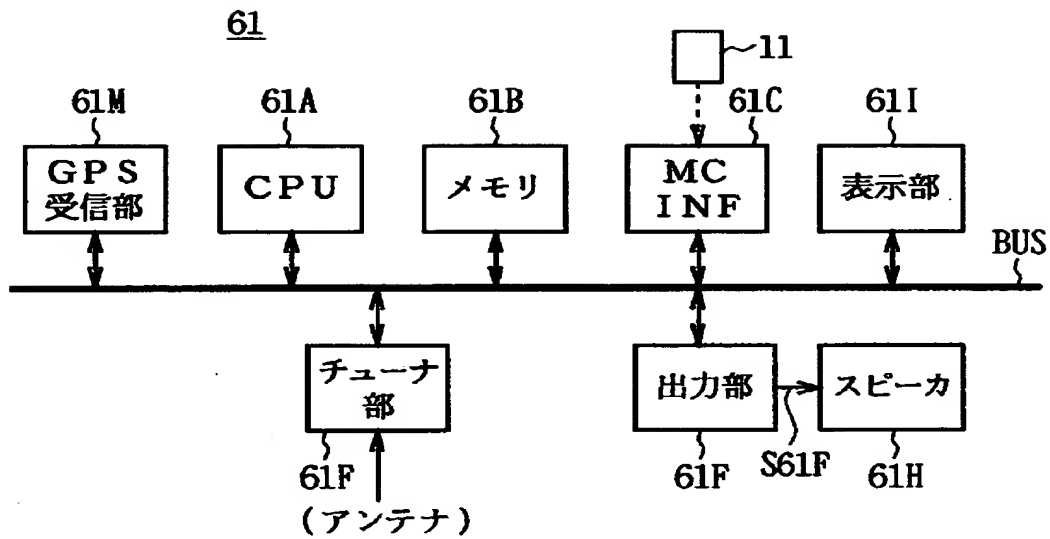 61
11
61M
61A
61B
61C
61I
GPS
受信部
CPU
メモリ
MC
INF
表示部
BUS
チューナ
部
出力部
スピーカ
61F
61F
S61F
61H
(アンテナ)